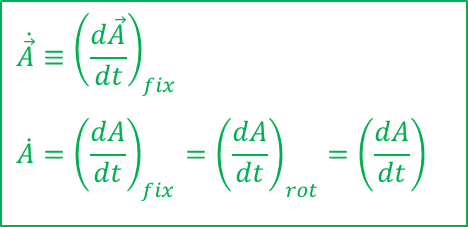 \dot{\vec{A}} \equiv \left(\frac{d\vec{A}}{dt}\right)_{fix}
\dot{A} = \left(\frac{dA}{dt}\right)_{fix} = \left(\frac{dA}{dt}\right)_{rot} = \left(\frac{dA}{dt}\right)